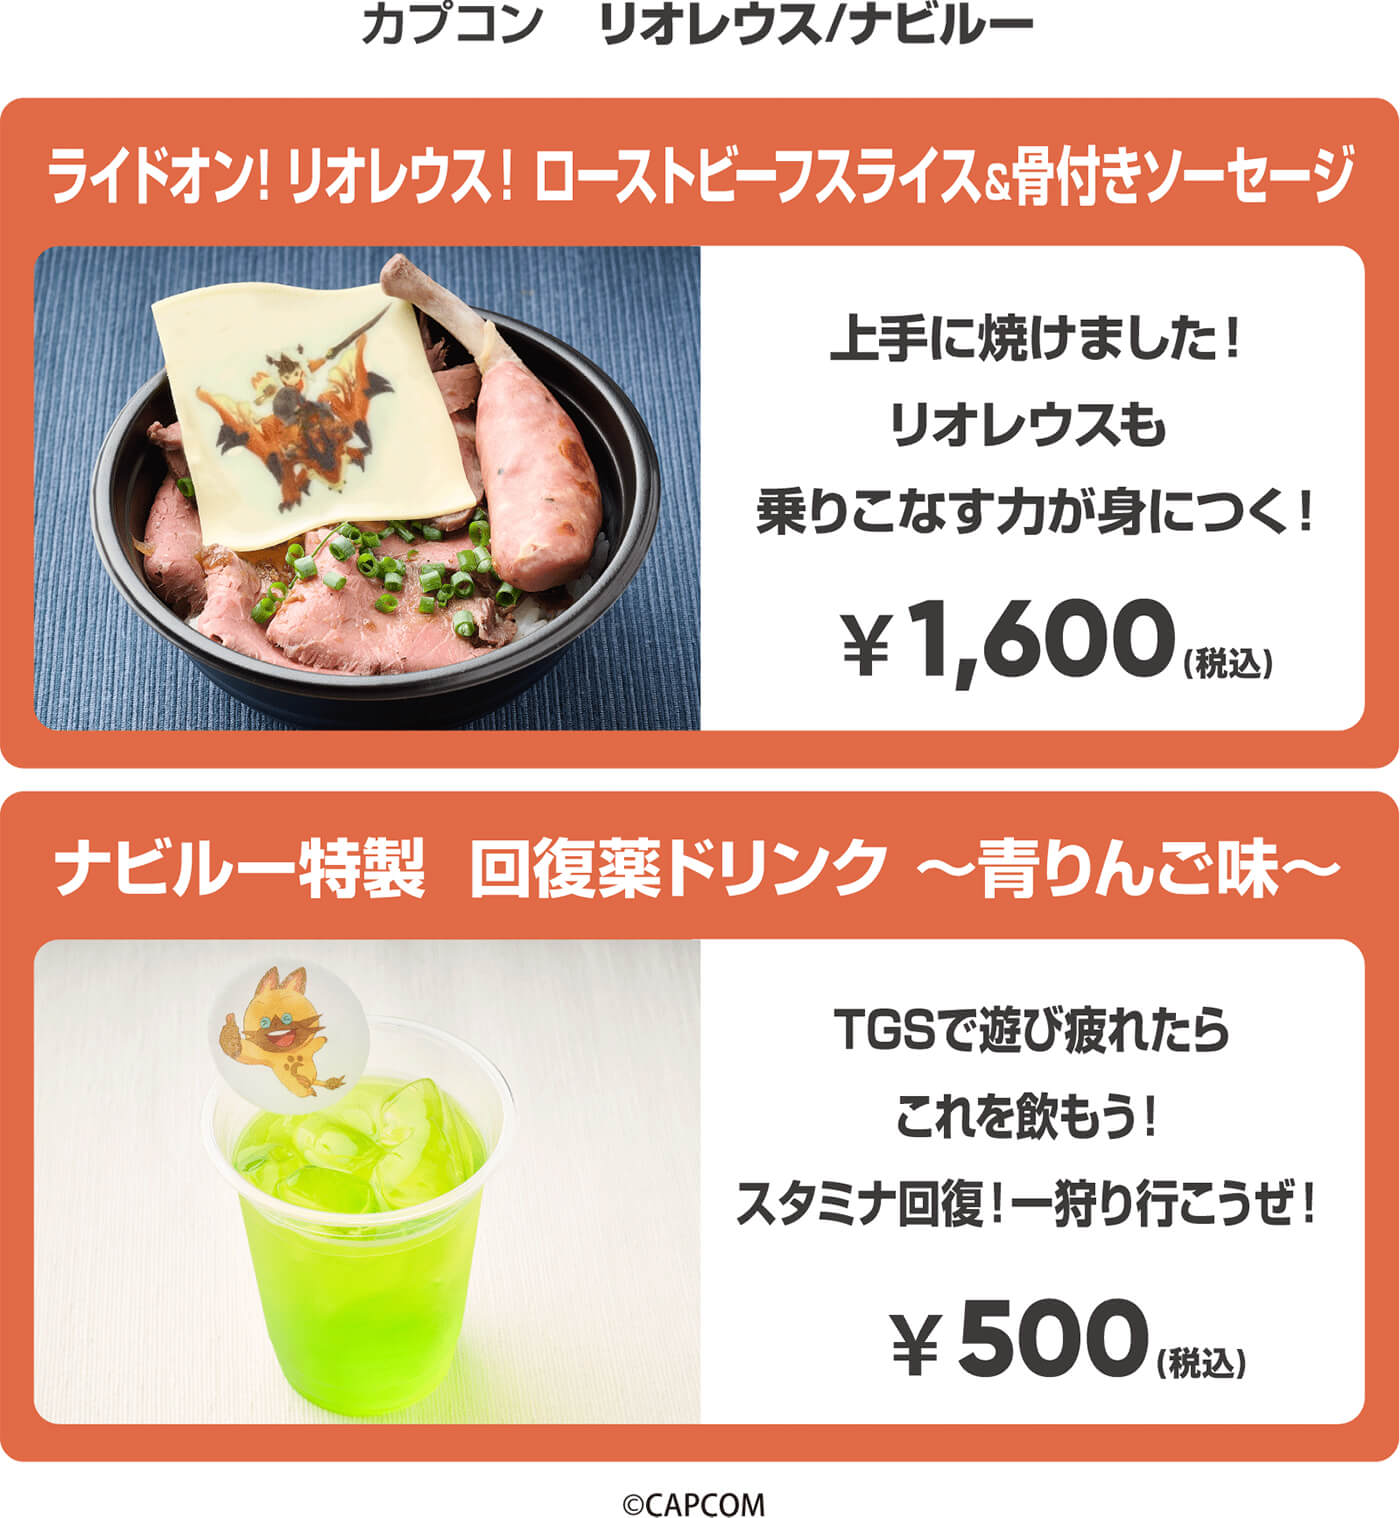 カプコン　リオレウス/ナビルー
ライドオン！リオレウス！ローストビーフスライス&骨付きソーセージ
上手に焼けました！
リオレウスも
乗りこなす力が身につく！
￥1,600(税込)
ナビルー特製　回復薬ドリンク ～青りんご味～
TGSで遊び疲れたら
これを飲もう！
スタミナ回復！一狩り行こうぜ！
￥500(税込)
©CAPCOM